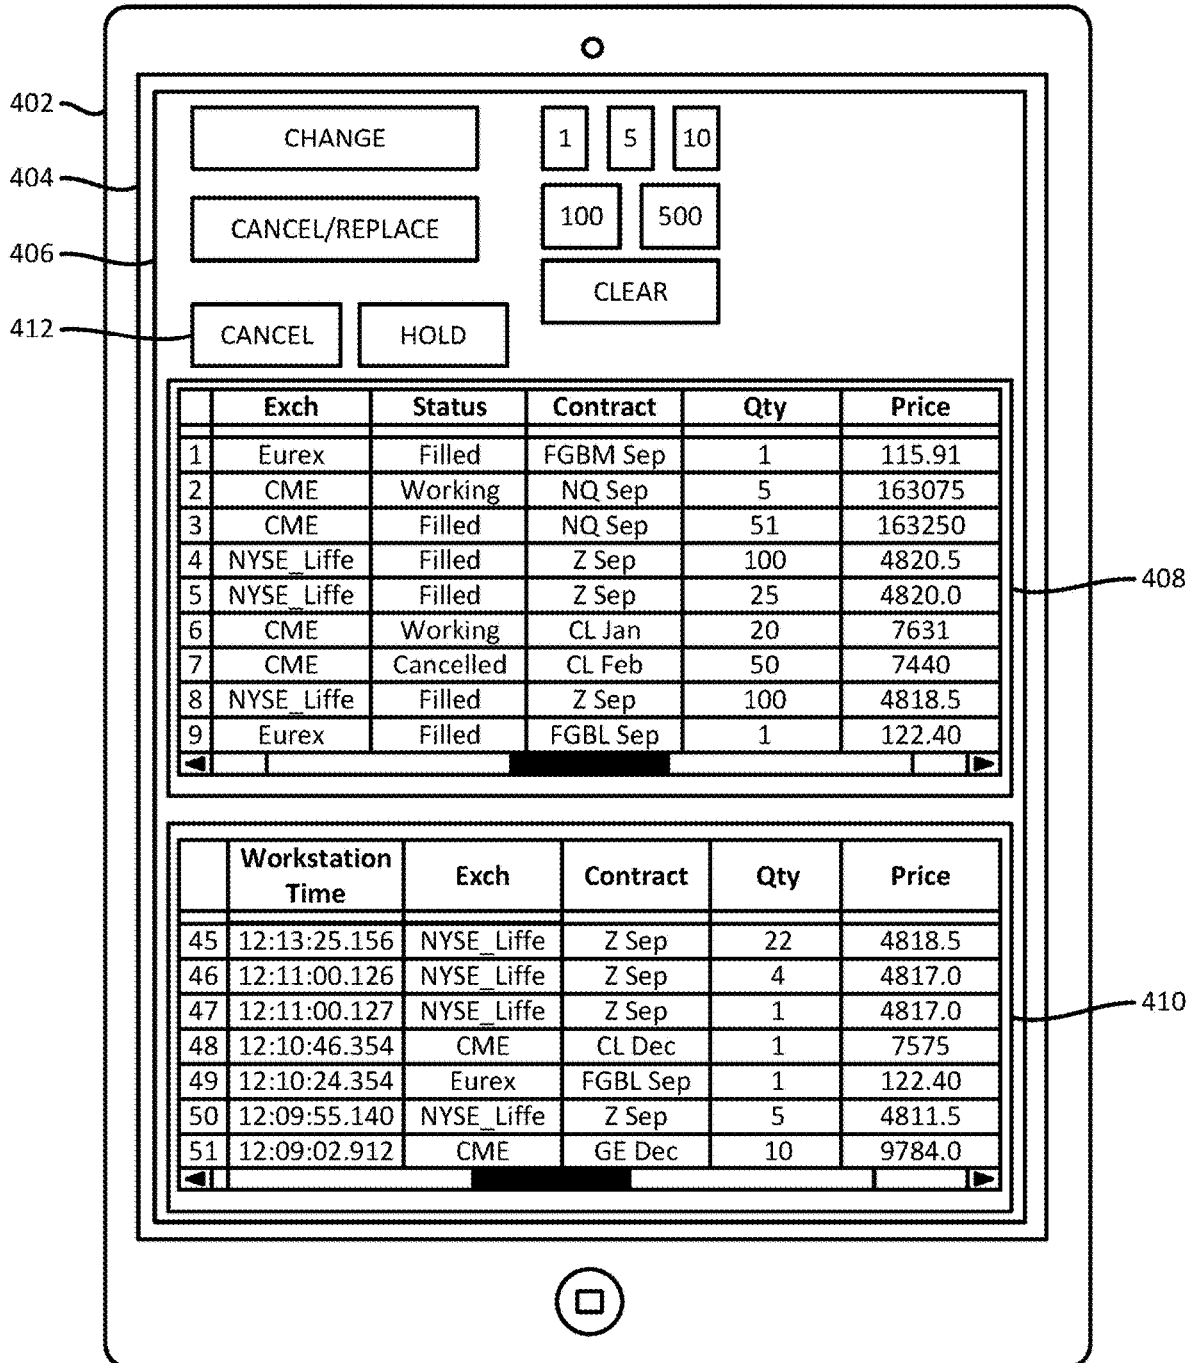 402
404
406
412
CHANGE
1 5 10
CANCEL/REPLACE
100 500
CLEAR
CANCEL HOLD
Exch Status Contract Qty Price
1 Eurex Filled FGBM Sep 1 115.91
2 CME Working NQ Sep 5 163075
3 CME Filled NQ Sep 51 163250
4 NYSE_Liffe Filled Z Sep 100 4820.5
5 NYSE_Liffe Filled Z Sep 25 4820.0
6 CME Working CL Jan 20 7631
7 CME Cancelled CL Feb 50 7440
8 NYSE_Liffe Filled Z Sep 100 4818.5
9 Eurex Filled FGBL Sep 1 122.40
408
Workstation
Time Exch Contract Qty Price
45 12:13:25.156 NYSE_Liffe Z Sep 22 4818.5
46 12:11:00.126 NYSE_Liffe Z Sep 4 4817.0
47 12:11:00.127 NYSE_Liffe Z Sep 1 4817.0
48 12:10:46.354 CME CL Dec 1 7575
49 12:10:24.354 Eurex FGBL Sep 1 122.40
50 12:09:55.140 NYSE_Liffe Z Sep 5 4811.5
51 12:09:02.912 CME GE Dec 10 9784.0
410